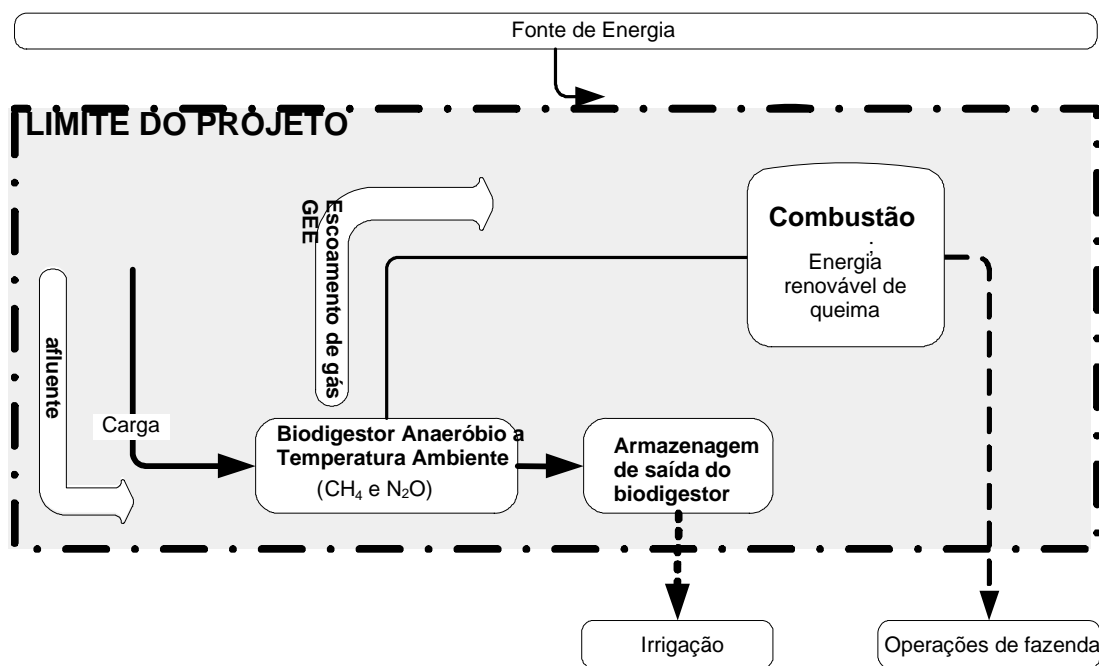 Fonte de Energia
LIMITE DO PROJETO
Escoamento de gás
GEE
Combustão
;
Energia
renovável de
queima
afluente
Carga
Biodigestor Anaeróbio a
Temperatura Ambiente
(CH₄ e N₂O)
Armazenagem
de saída do
biodigestor
Irrigação
Operações de fazenda